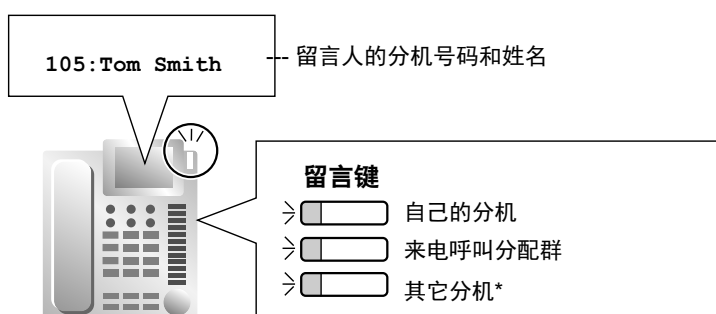 105:Tom Smith
--- 留言人的分机号码和姓名
留言键
自己的分机
来电呼叫分配群
其它分机*